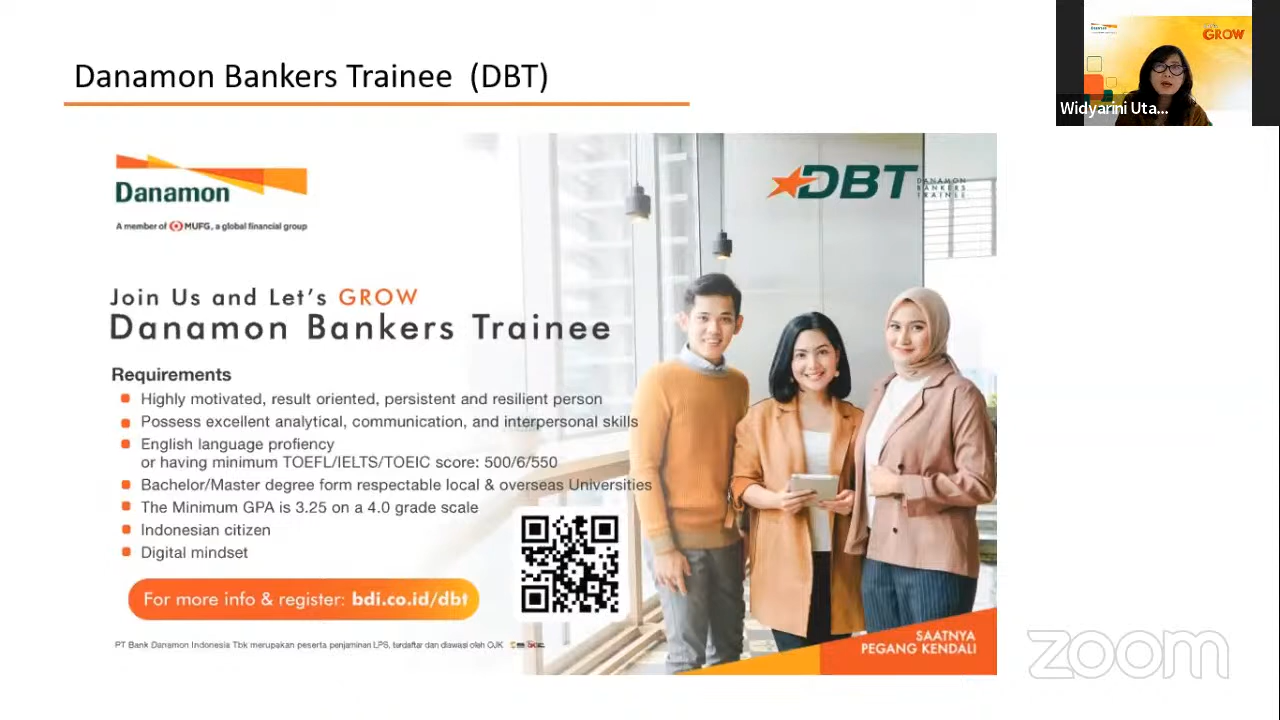 Danamon Bankers Trainee (DBT)
GROW
Widyarini Uta...
Danamon
A member of MUFG, a global financial group
DBT
DANAMON
BANKERS
TRAINEE
Join Us and Let's GROW
Danamon Bankers Trainee
Requirements
Highly motivated, result oriented, persistent and resilient person
Possess excellent analytical, communication, and interpersonal skills
English language profiency
or having minimum TOEFL/IELTS/TOEIC score: 500/6/550
Bachelor/Master degree form respectable local & overseas Universities
The Minimum GPA is 3.25 on a 4.0 grade scale
Indonesian citizen
Digital mindset
For more info & register: bdi.co.id/dbt
PT Bank Danamon Indonesia Tbk merupakan peserta penjaminan LPS, terdaftar dan diawasi oleh OJK
SAATNYA
PEGANG KENDALI
zoom